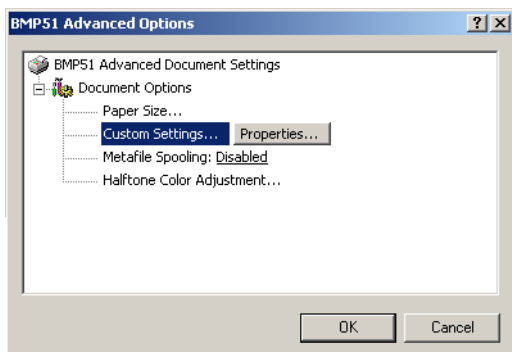 BMP51 Advanced Options
BMP51 Advanced Document Settings
Document Options
Paper Size...
Custom Settings... Properties...
Metafile Spooling: Disabled
Halftone Color Adjustment...
OK Cancel